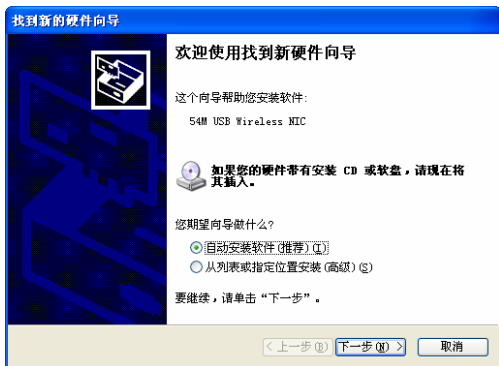 找到新的硬件向导
欢迎使用找到新硬件向导
这个向导帮助您安装软件:
54M USB Wireless NIC
如果您的硬件带有安装 CD 或软盘，请现在将
其插入。
您期望向导做什么?
自动安装软件(推荐)(I)
从列表或指定位置安装(高级)(S)
要继续，请单击“下一步”。
< 上一步(B)
下一步(N) >
取消